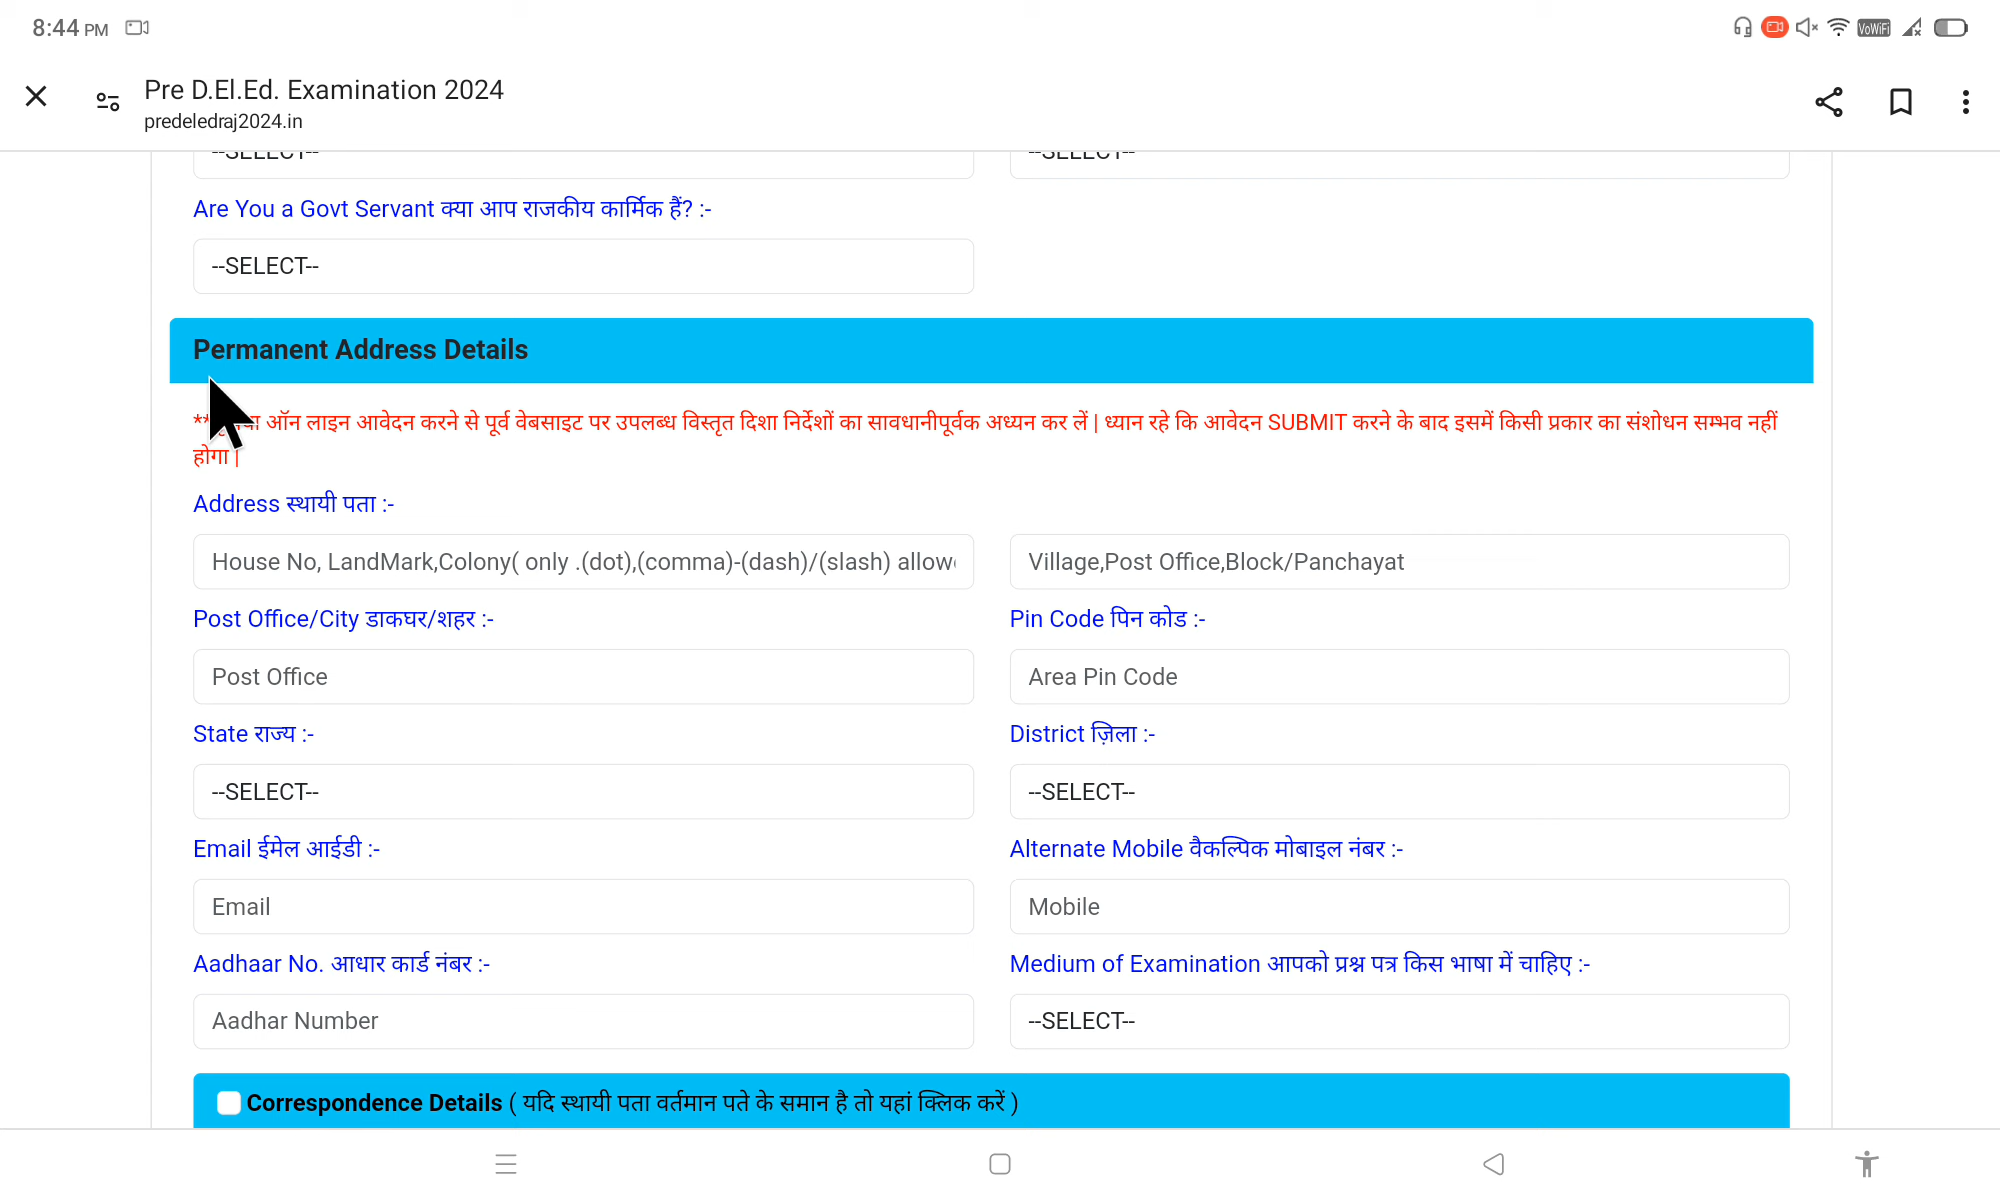 8:44 PM
VoWiFi
Pre D.El.Ed. Examination 2024
predeledraj2024.in
--SELECT-- --SELECT--
Are You a Govt Servant क्या आप राजकीय कार्मिक हैं? :-
--SELECT--
Permanent Address Details
ऑन लाइन आवेदन करने से पूर्व वेबसाइट पर उपलब्ध विस्तृत दिशा निर्देशों का सावधानीपूर्वक अध्यन कर लें | ध्यान रहे कि आवेदन SUBMIT करने के बाद इसमें किसी प्रकार का संशोधन सम्भव नहीं
होगा |
Address स्थायी पता :-
House No, LandMark,Colony( only .(dot),(comma)-(dash)/(slash) allow Village,Post Office,Block/Panchayat
Post Office/City डाकघर/शहर :- Pin Code पिन कोड :-
Post Office Area Pin Code
State राज्य :- District ज़िला :-
--SELECT-- --SELECT--
Email ईमेल आईडी :- Alternate Mobile वैकल्पिक मोबाइल नंबर :-
Email Mobile
Aadhaar No. आधार कार्ड नंबर :- Medium of Examination आपको प्रश्न पत्र किस भाषा में चाहिए :-
Aadhar Number --SELECT--
Correspondence Details ( यदि स्थायी पता वर्तमान पते के समान है तो यहां क्लिक करें )